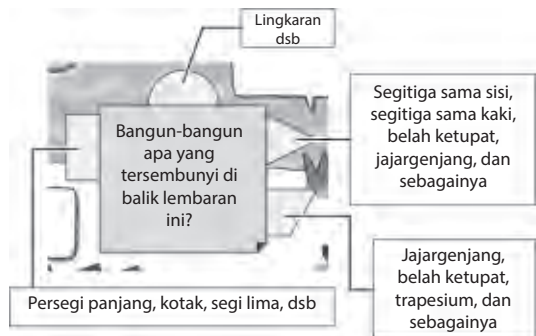 Lingkaran
dsb
Bangun-bangun
apa yang
tersembunyi di
balik lembaran
ini?
Segitiga sama sisi,
segitiga sama kaki,
belah ketupat,
jajargenjang, dan
sebagainya
Persegi panjang, kotak, segi lima, dsb
Jajargenjang,
belah ketupat,
trapesium, dan
sebagainya